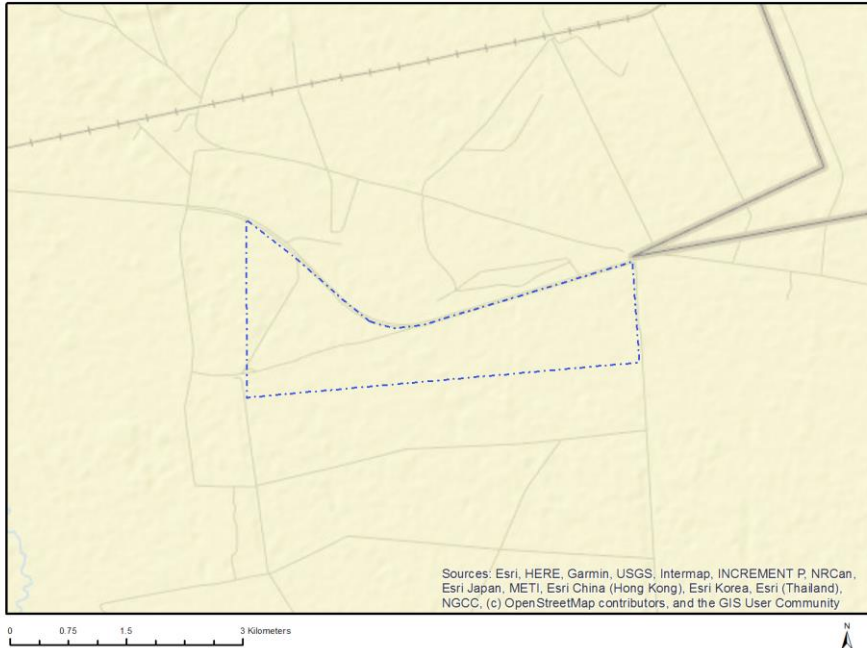 Sources: Esri, HERE, Garmin, USGS, Intermap, INCREMENT P, NRCan,
Esri Japan, METI, Esri China (Hong Kong), Esri Korea, Esri (Thailand),
NGCC, (c) OpenStreetMap contributors, and the GIS User Community
0 0.75 1.5 3 Kilometers
N